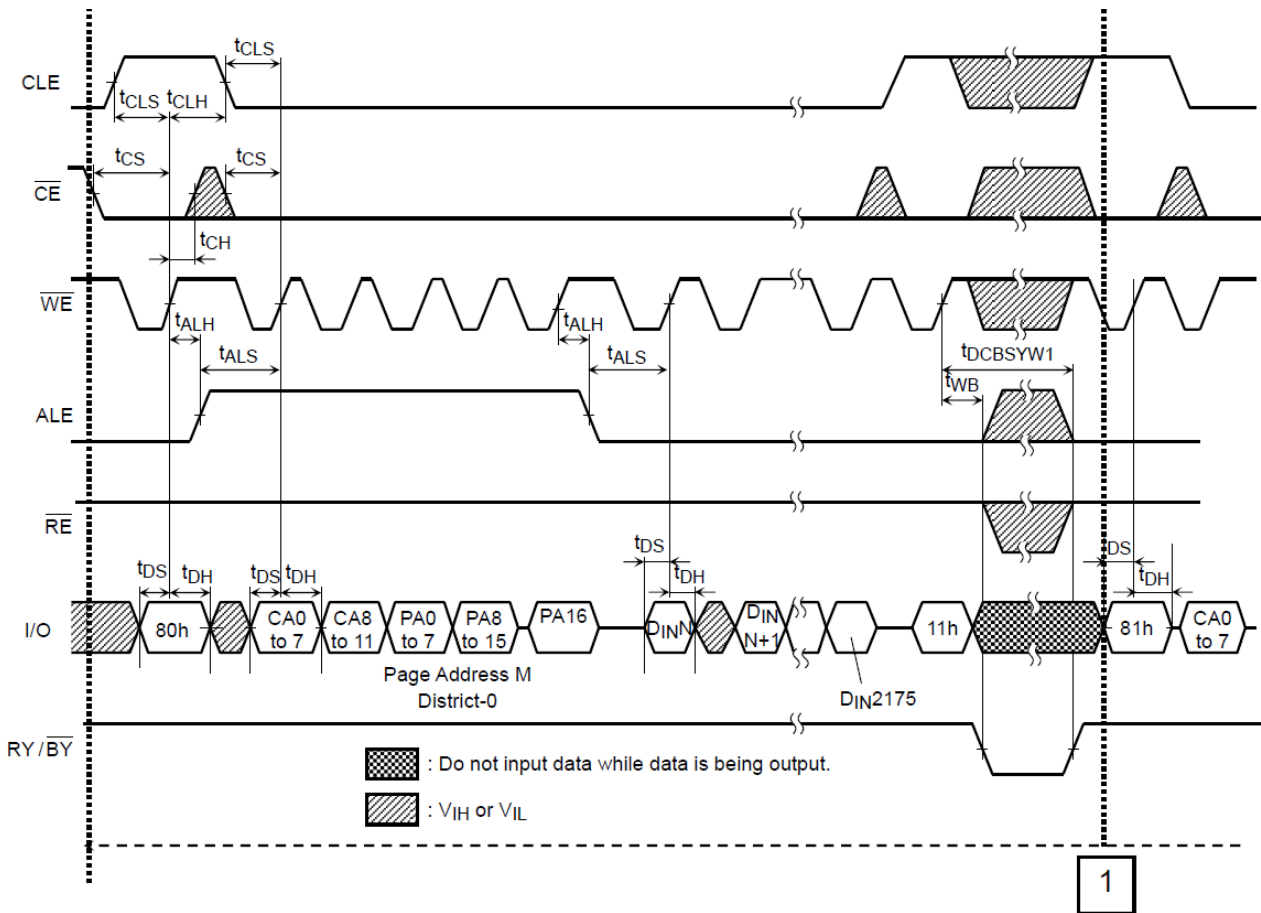 tCLS
CLE
tCLS tCLH
tCS tCS
CE
tCH
WE
tALH tALH
tALS tALS
tDCBSYW1
tWB
ALE
RE
tDS tDH tDS tDH tDS tDH DS tDH
I/O
80h
CA0 to 7
CA8 to 11
PA0 to 7
PA8 to 15
PA16
DINN
DIN N+1
11h
81h
CA0 to 7
Page Address M
District-0
DIN2175
RY/BY
: Do not input data while data is being output.
: VIH or VIL
1